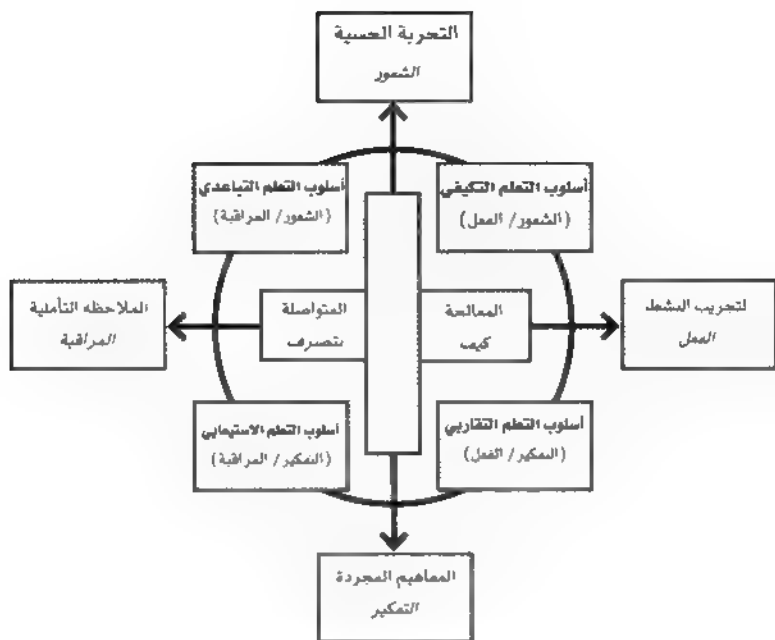 التجربة الحسية
الشعور
أسلوب التعلم التكيفي
(الشعور/ العمل)
أسلوب التعلم التباعدي
(الشعور/ المراقبة)
لتجريب النشط
العمل
المعالجة
كيف
المتواصلة
نتصرف
الملاحظة التأملية
المراقبة
أسلوب التعلم التقاربي
(التفكير/ الفعل)
أسلوب التعلم الاستيعابي
(التفكير/ المراقبة)
المفاهيم المجردة
التفكير